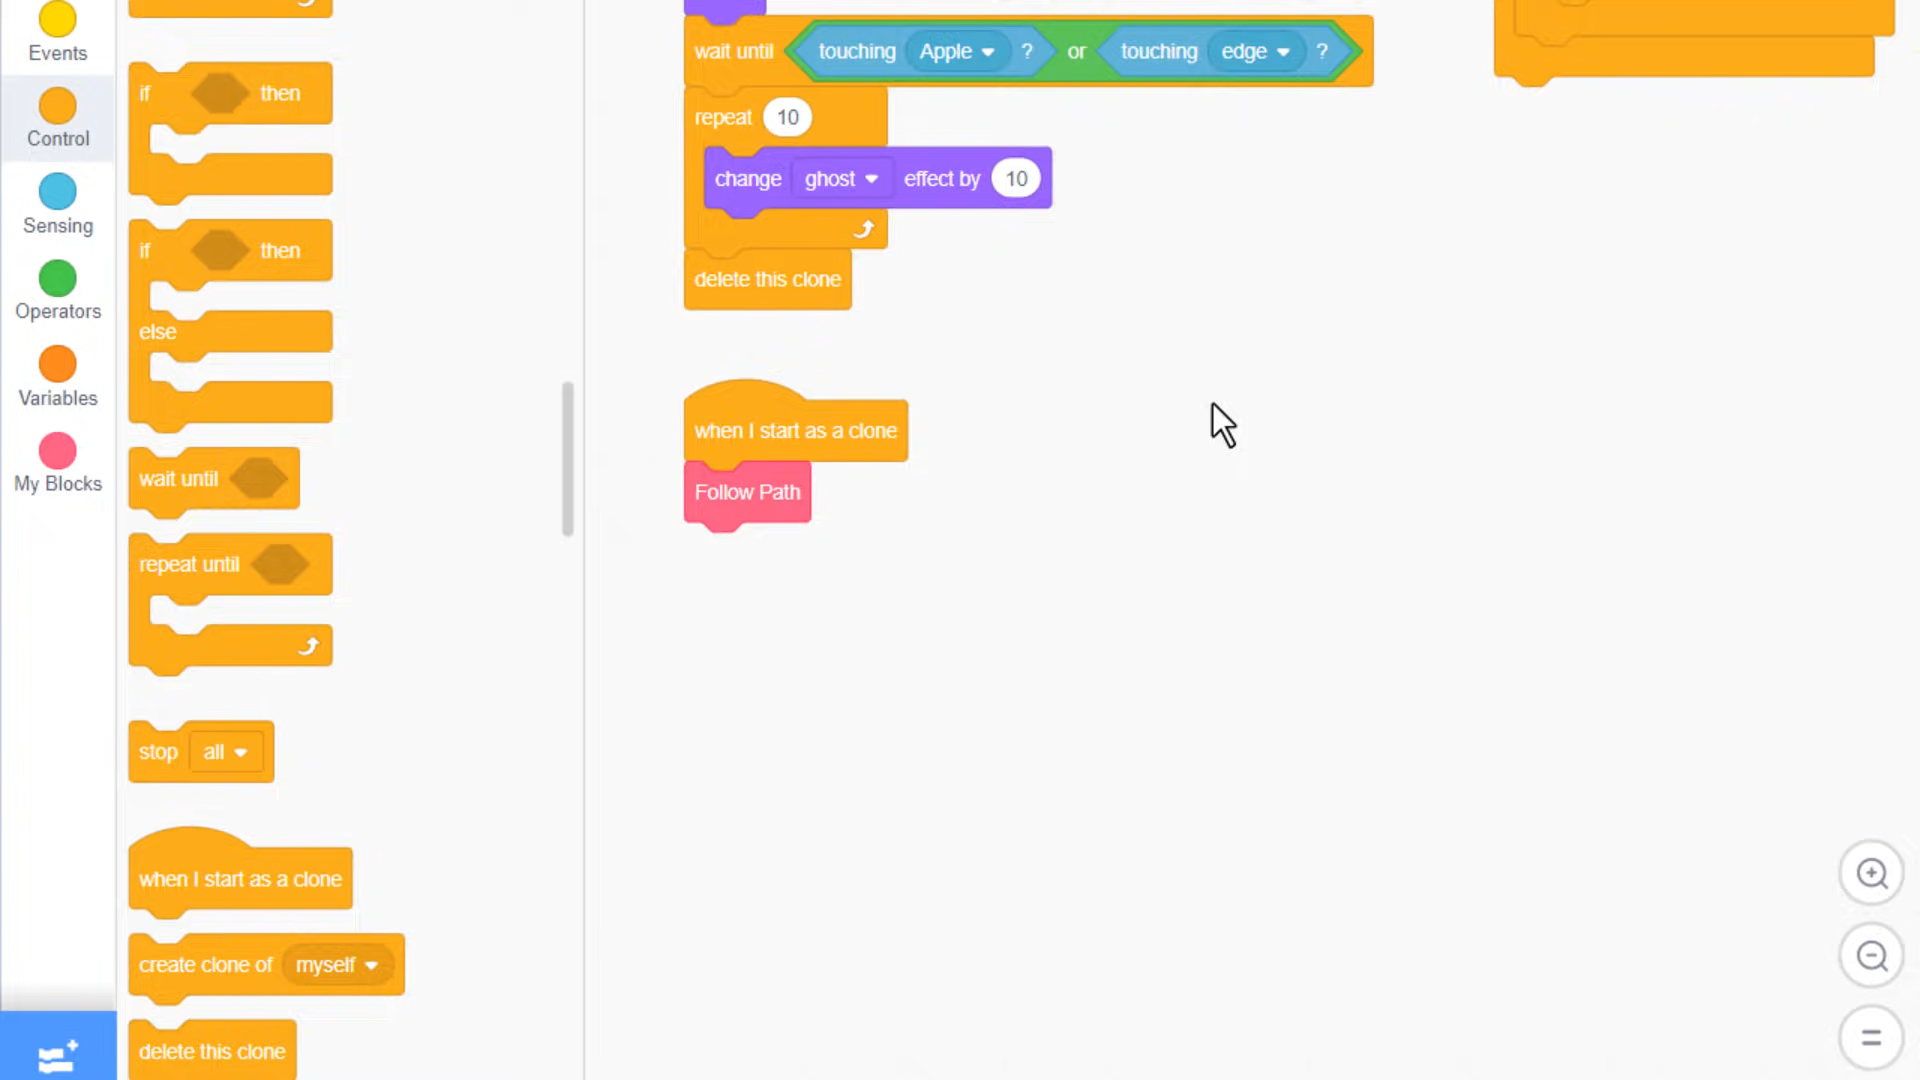 Events
Control
Sensing
Operators
Variables
My Blocks
if then
if then
else
wait until
repeat until
stop all
when I start as a clone
create clone of myself
delete this clone
wait until touching Apple ? or touching edge ?
repeat 10
change ghost effect by 10
delete this clone
when I start as a clone
Follow Path